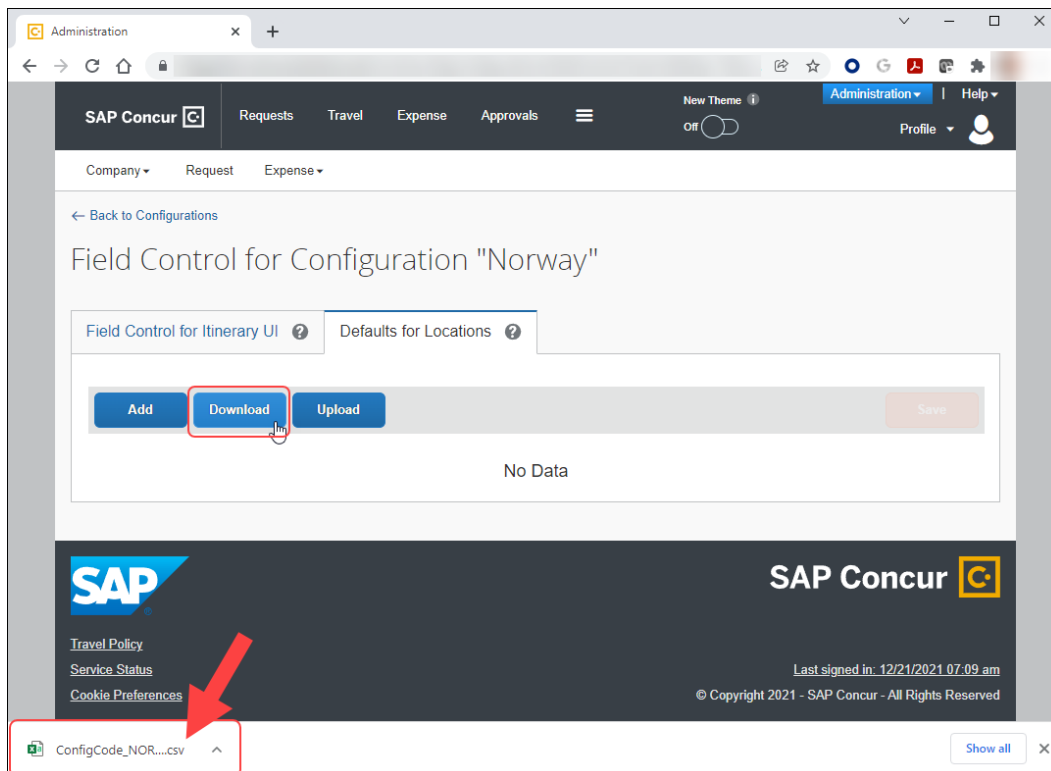 Administration
SAP Concur
Requests
Travel
Expense
Approvals
New Theme
Off
Administration
|
Help
Profile
Company
Request
Expense
← Back to Configurations
Field Control for Configuration "Norway"
Field Control for Itinerary UI ?
Defaults for Locations ?
Add
Download
Upload
Save
No Data
SAP
®
SAP Concur
Travel Policy
Service Status
Cookie Preferences
Last signed in: 12/21/2021 07:09 am
© Copyright 2021 - SAP Concur - All Rights Reserved
ConfigCode_NOR....csv
Show all